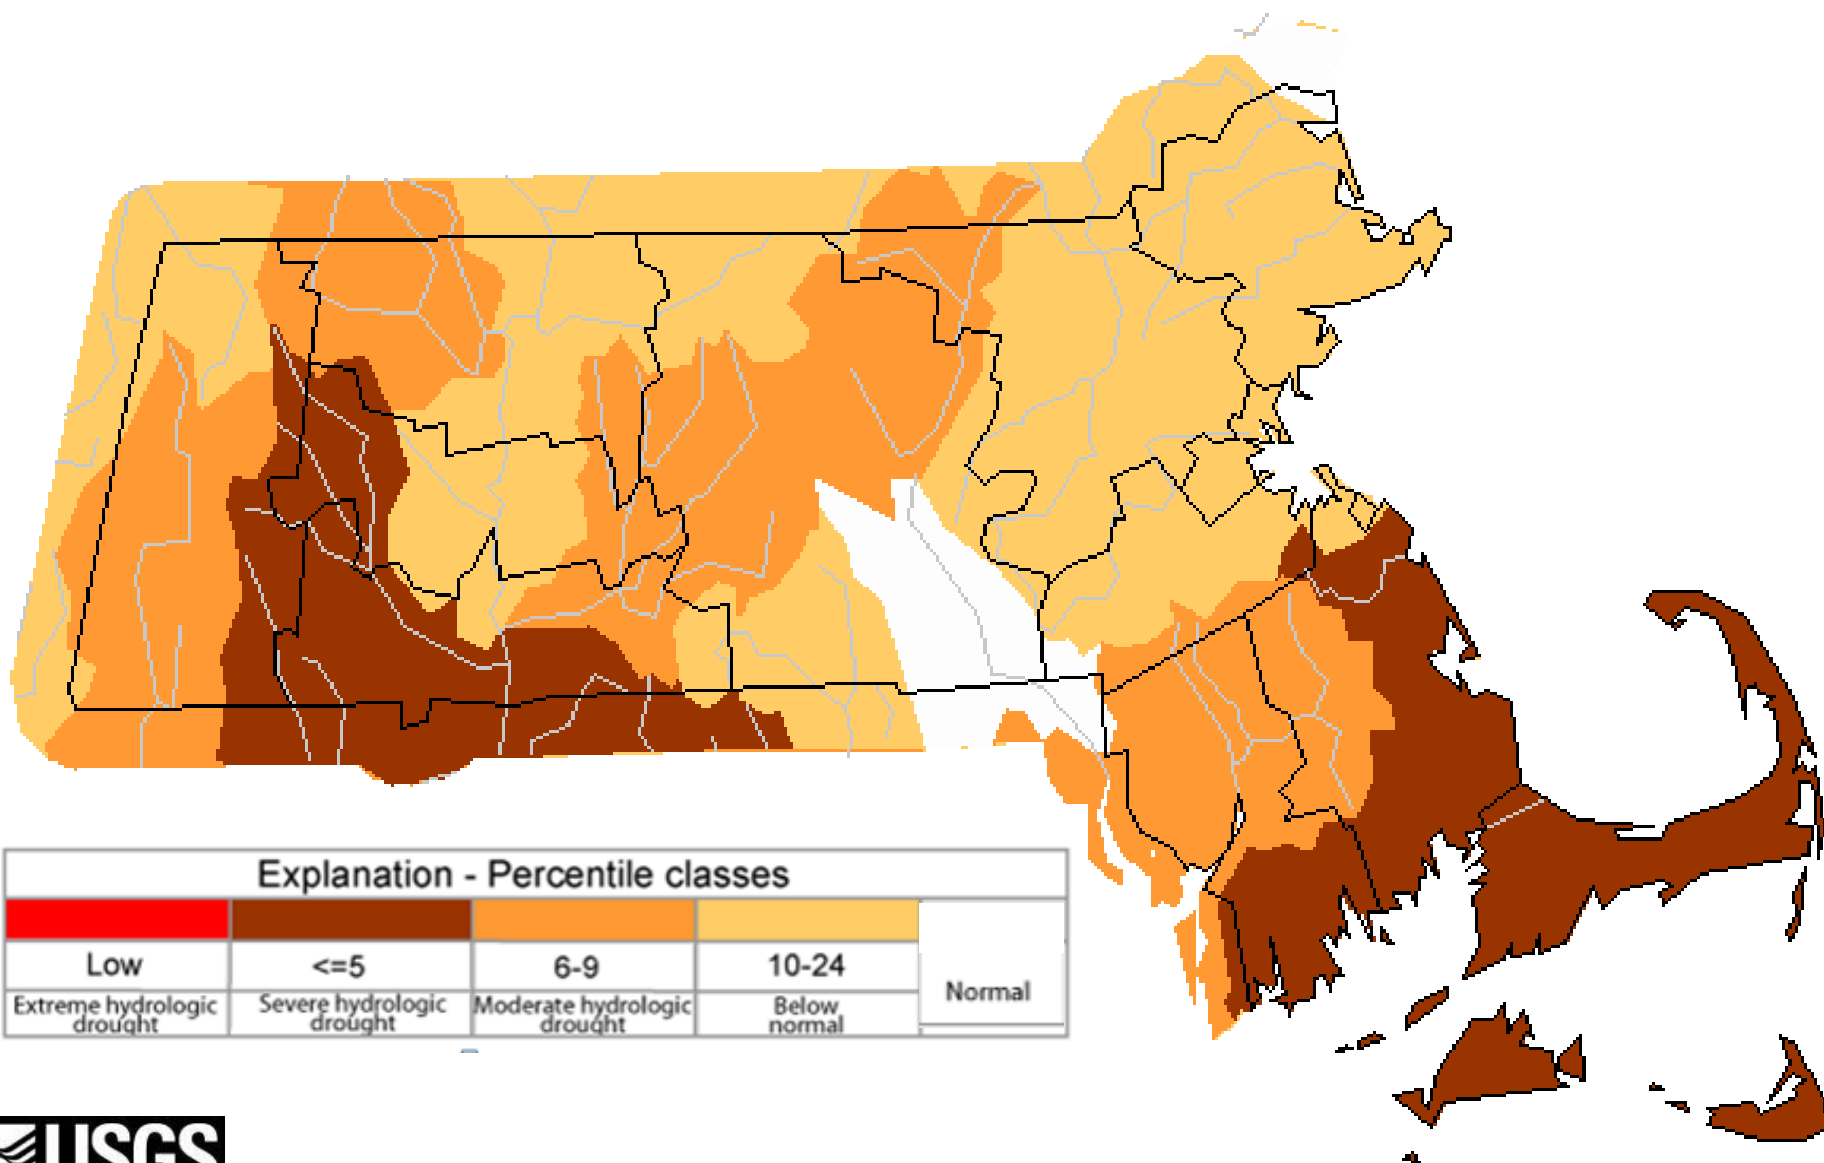 Explanation - Percentile classes
Low <=5 6-9 10-24 Normal
Extreme hydrologic drought
Severe hydrologic drought
Moderate hydrologic drought
Below normal
USGS